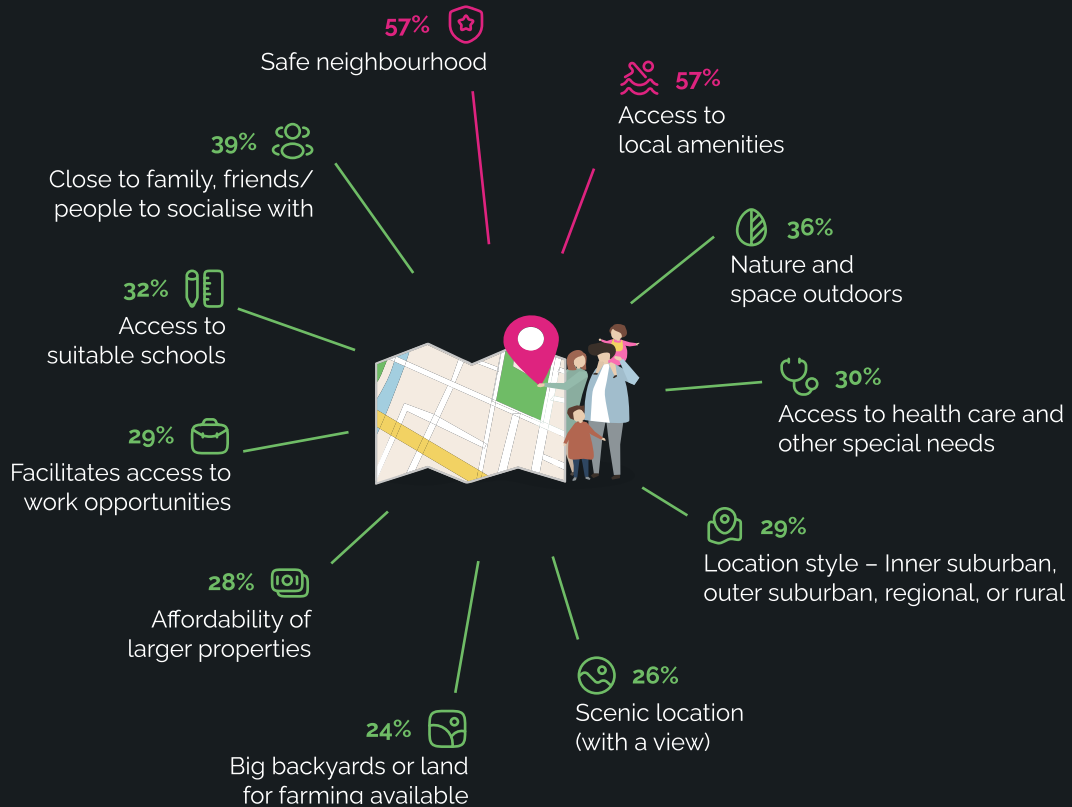 57%
Safe neighbourhood
57%
Access to
local amenities
39%
Close to family, friends/
people to socialise with
36%
Nature and
space outdoors
32%
Access to
suitable schools
30%
Access to health care and
other special needs
29%
Facilitates access to
work opportunities
29%
Location style – Inner suburban,
outer suburban, regional, or rural
28%
Affordability of
larger properties
26%
Scenic location
(with a view)
24%
Big backyards or land
for farming available